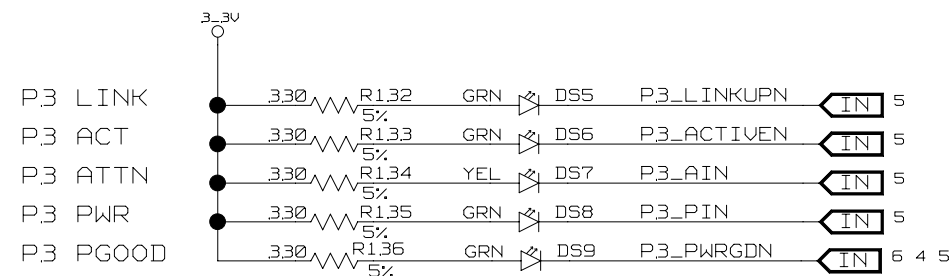 3_3V
P3 LINK 330 R132 5% GRN DS5 P3_LINKUPN IN 5
P3 ACT 330 R133 5% GRN DS6 P3_ACTIVEN IN 5
P3 ATTN 330 R134 5% YEL DS7 P3_AIN IN 5
P3 PWR 330 R135 5% GRN DS8 P3_PIN IN 5
P3 PGOOD 330 R136 5% GRN DS9 P3_PWRGDN IN 6 4 5